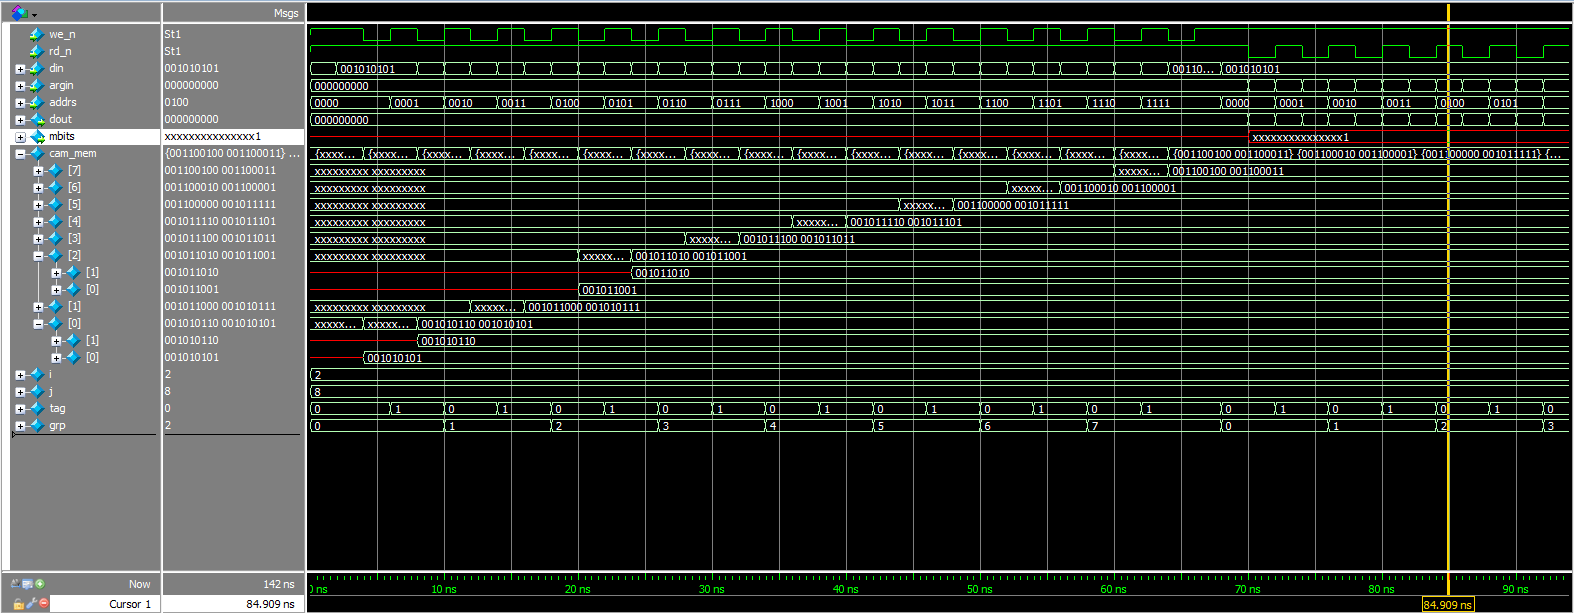 Msgs
we_n St1
rd_n St1
din 001010101 001010101 00110... 001010101
argin 000000000 000000000
addrs 0100 0000 0001 0010 0011 0100 0101 0110 0111 1000 1001 1010 1011 1100 1101 1110 1111 0000 0001 0010 0011 0100 0101
dout 000000000 000000000
mbits xxxxxxxxxxxxxxx1 xxxxxxxxxxxxxxx1
cam_mem {001100100 001100011} ... {xxxx... {xxxx... {xxxx... {xxxx... {xxxx... {xxxx... {xxxx... {xxxx... {xxxx... {xxxx... {xxxx... {xxxx... {xxxx... {xxxx... {xxxx... {xxxx... {001100100 001100011} {001100010 001100001} {001100000 001011111} {...
[7] 001100100 001100011 xxxxxxxxx xxxxxxxxx xxxxx... 001100100 001100011
[6] 001100010 001100001 xxxxxxxxx xxxxxxxxx xxxxx... 001100010 001100001
[5] 001100000 001011111 xxxxxxxxx xxxxxxxxx xxxxx... 001100000 001011111
[4] 001011110 001011101 xxxxxxxxx xxxxxxxxx xxxxx... 001011110 001011101
[3] 001011100 001011011 xxxxxxxxx xxxxxxxxx xxxxx... 001011100 001011011
[2] 001011010 001011001 xxxxxxxxx xxxxxxxxx xxxxx... 001011010 001011001
[1] 001011010 001011010
[0] 001011001 001011001
[1] 001011000 001010111 xxxxxxxxx xxxxxxxxx xxxxx... 001011000 001010111
[0] 001010110 001010101 xxxxx... xxxxx... 001010110 001010101
[1] 001010110 001010110
[0] 001010101 001010101
i 2 2
j 8 8
tag 0 0 1 0 1 0 1 0 1 0 1 0 1 0 1 0 1 0 1 0 1 0 1 0
grp 2 0 1 2 3 4 5 6 7 0 1 2 3
Now 142 ns ns 10 ns 20 ns 30 ns 40 ns 50 ns 60 ns 70 ns 80 ns 90 ns
Cursor 1 84.909 ns 84.909 ns